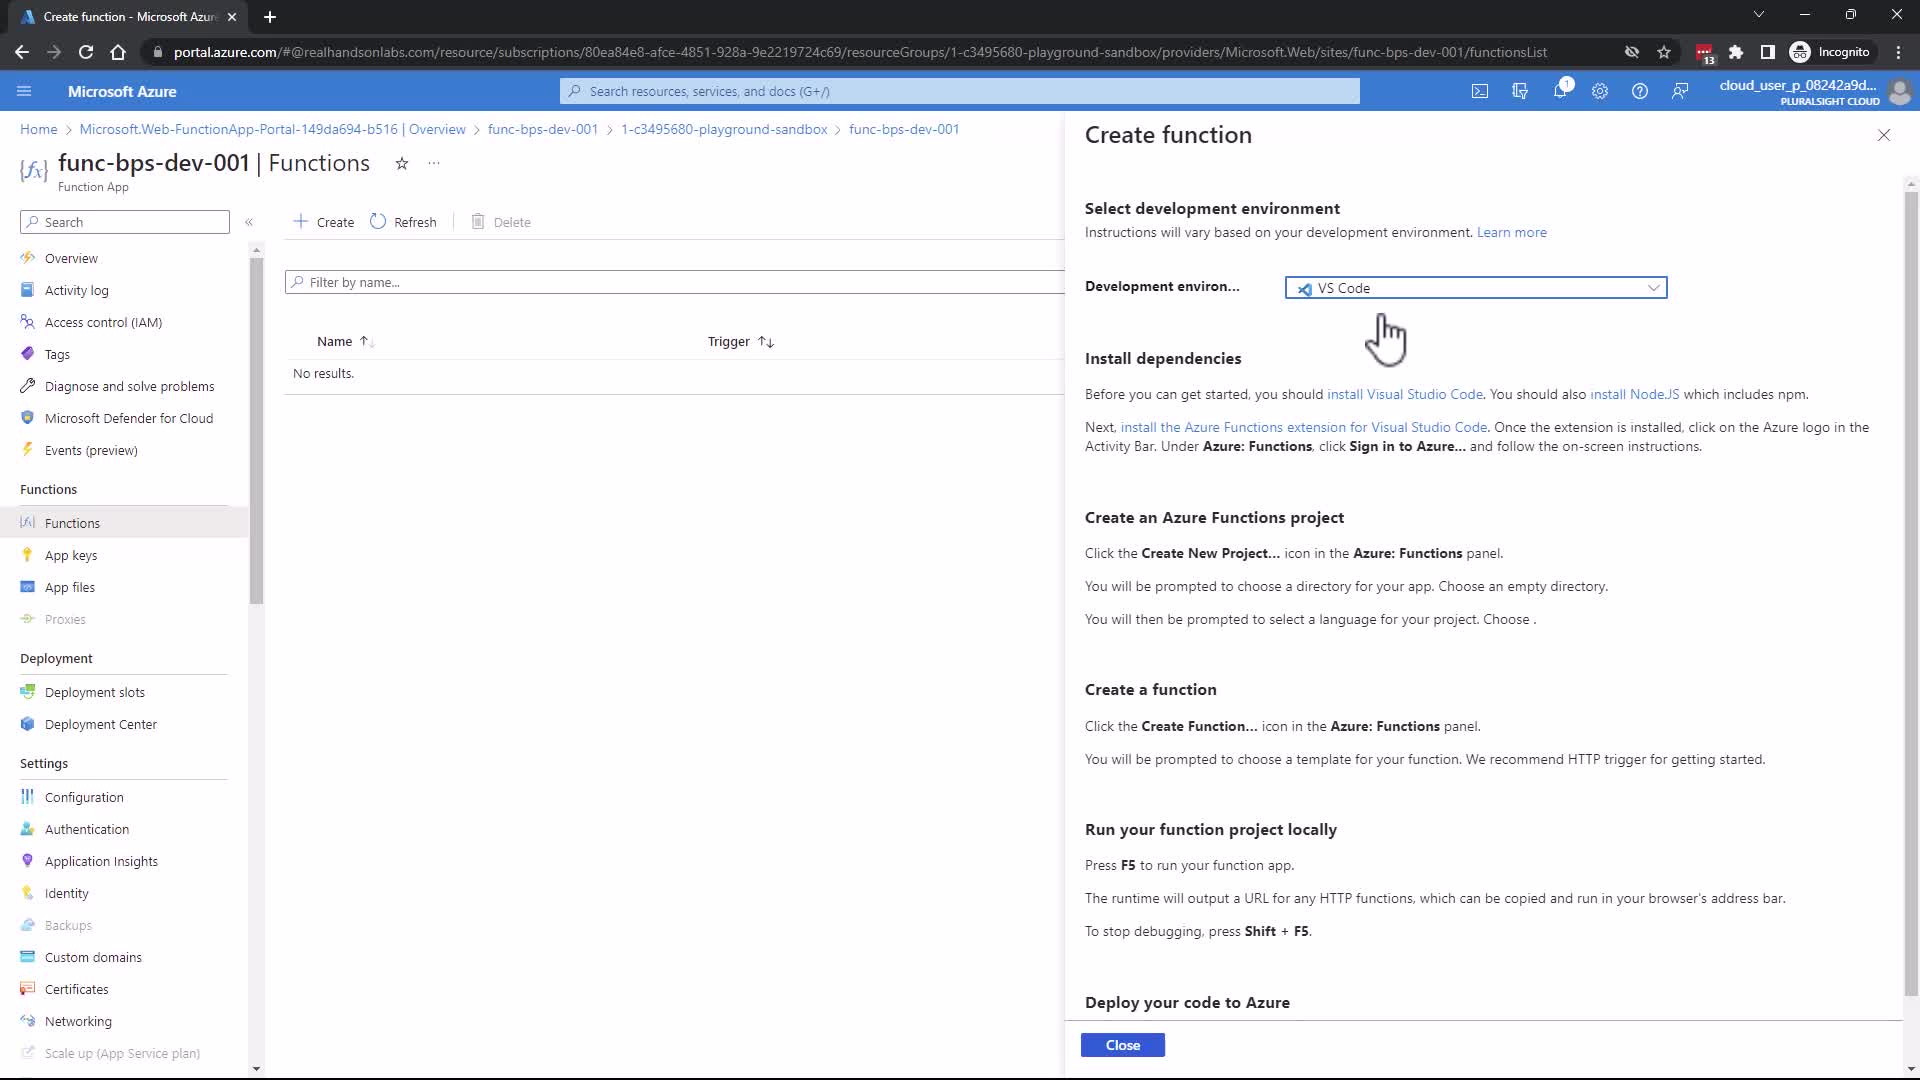 Create function - Microsoft Azure
portal.azure.com/#@realhandsonlabs.com/resource/subscriptions/80ea84e8-afce-4851-928a-9e2219724c69/resourceGroups/1-c3495680-playground-sandbox/providers/Microsoft.Web/sites/func-bps-dev-001/functionsList
13
Incognito
Microsoft Azure
Search resources, services, and docs (G+/)
1
cloud_user_p_08242a9d...
PLURALSIGHT CLOUD
Home > Microsoft.Web-FunctionApp-Portal-149da694-b516 | Overview > func-bps-dev-001 > 1-c3495680-playground-sandbox > func-bps-dev-001
func-bps-dev-001 | Functions
Function App
Search
Overview
Activity log
Access control (IAM)
Tags
Diagnose and solve problems
Microsoft Defender for Cloud
Events (preview)
Functions
Functions
App keys
App files
Proxies
Deployment
Deployment slots
Deployment Center
Settings
Configuration
Authentication
Application Insights
Identity
Backups
Custom domains
Certificates
Networking
Scale up (App Service plan)
Create
Refresh
Delete
Filter by name...
Name
Trigger
No results.
Create function
Select development environment
Instructions will vary based on your development environment. Learn more
Development environ...
VS Code
Install dependencies
Before you can get started, you should install Visual Studio Code. You should also install Node.JS which includes npm.
Next, install the Azure Functions extension for Visual Studio Code. Once the extension is installed, click on the Azure logo in the
Activity Bar. Under Azure: Functions, click Sign in to Azure... and follow the on-screen instructions.
Create an Azure Functions project
Click the Create New Project... icon in the Azure: Functions panel.
You will be prompted to choose a directory for your app. Choose an empty directory.
You will then be prompted to select a language for your project. Choose .
Create a function
Click the Create Function... icon in the Azure: Functions panel.
You will be prompted to choose a template for your function. We recommend HTTP trigger for getting started.
Run your function project locally
Press F5 to run your function app.
The runtime will output a URL for any HTTP functions, which can be copied and run in your browser's address bar.
To stop debugging, press Shift + F5.
Deploy your code to Azure
Close